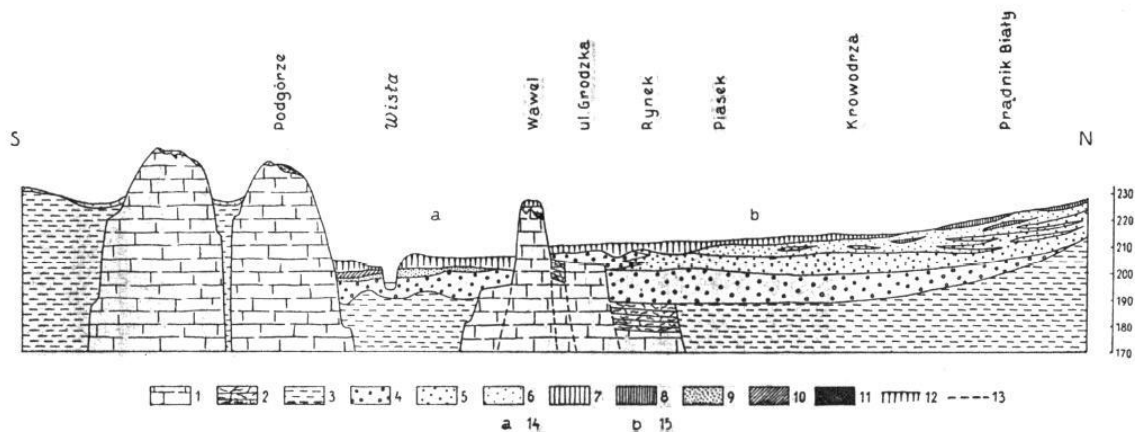 Podgórze
Wisła
Wawel
ul. Grodzka
Rynek
Piasek
Krowodrza
Prądnik Biały
S
N
a
b
230
220
210
200
190
180
170
1 2 3 4 5 6 7 8 9 10 11 12 13
a 14 b 15